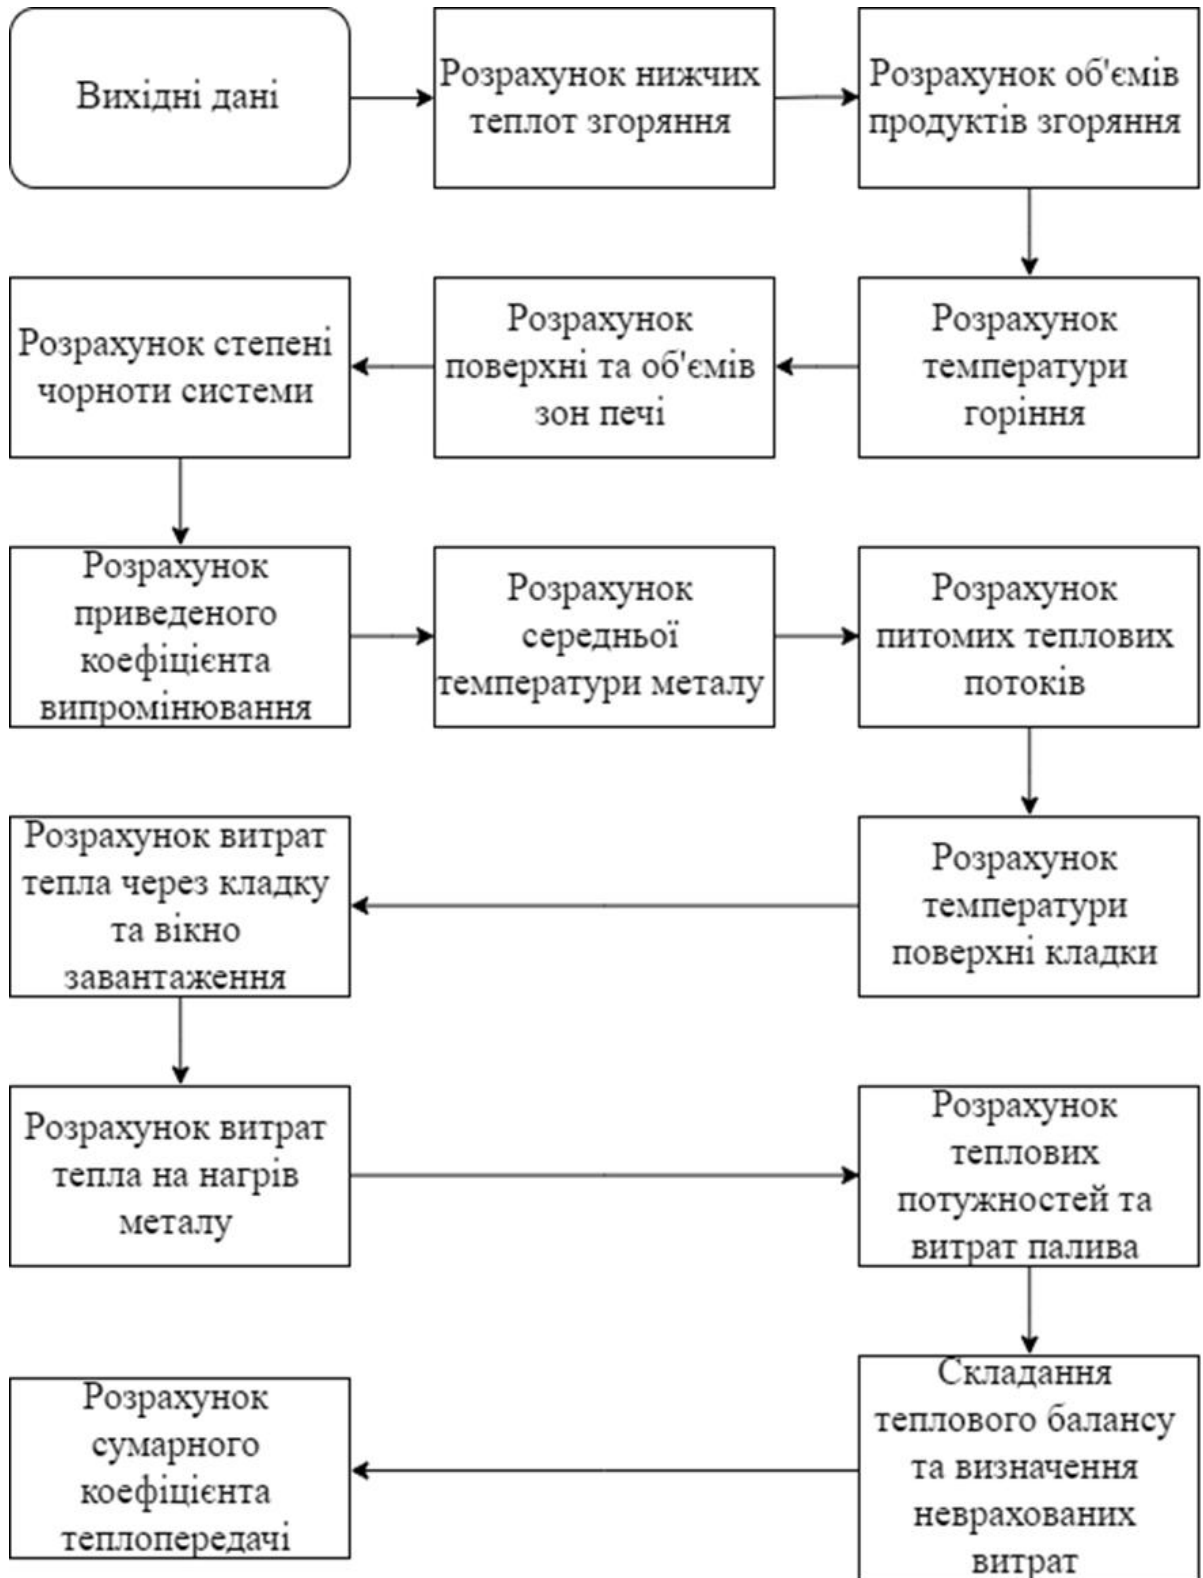 Вихідні дані
Розрахунок нижчих
теплот згоряння
Розрахунок об'ємів
продуктів згоряння
Розрахунок
температури
горіння
Розрахунок
поверхні та об'ємів
зон печі
Розрахунок степені
чорноти системи
Розрахунок
приведеного
коефіцієнта
випромінювання
Розрахунок
середньої
температури металу
Розрахунок
питомих теплових
потоків
Розрахунок
температури
поверхні кладки
Розрахунок витрат
тепла через кладку
та вікно
завантаження
Розрахунок витрат
тепла на нагрів
металу
Розрахунок
теплових
потужностей та
витрат палива
Складання
теплового балансу
та визначення
неврахованих
витрат
Розрахунок
сумарного
коефіцієнта
теплопередачі